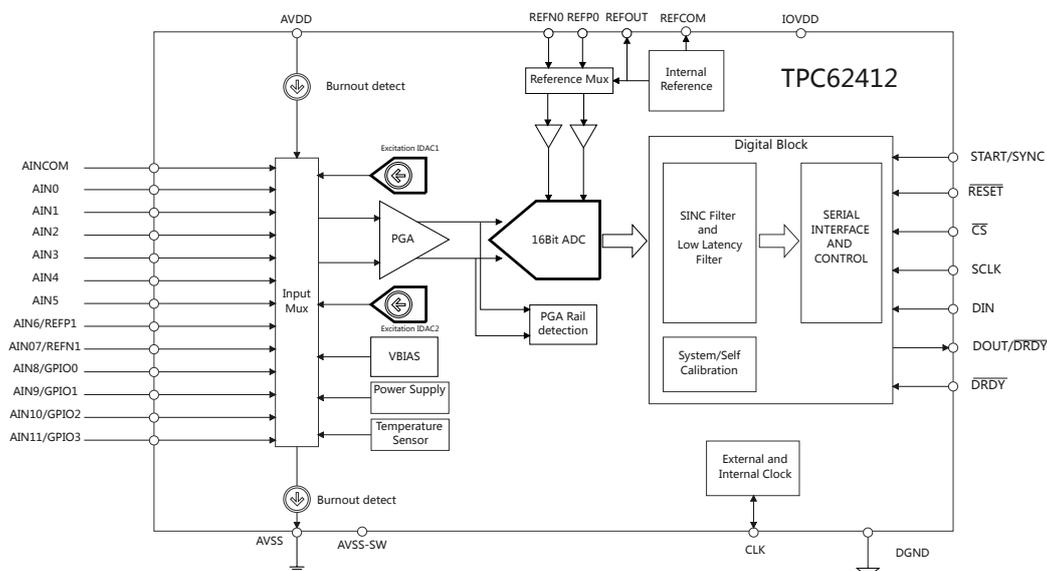 AVDD
REFN0 REFP0 REFOUT REFCOM
IOVDD
TPC62412
Burnout detect
Reference Mux
Internal
Reference
Excitation IDAC1
Digital Block
AINCOM
AIN0
AIN1
AIN2
AIN3
AIN4
AIN5
AIN6/REFP1
AIN07/REFN1
AIN8/GPIO0
AIN9/GPIO1
AIN10/GPIO2
AIN11/GPIO3
Input
Mux
PGA
16Bit ADC
Excitation IDAC2
PGA Rail
detection
VBIAS
Power Supply
Temperature
Sensor
SINC Filter
and
Low Latency
Filter
SERIAL
INTERFACE
AND
CONTROL
System/Self
Calibration
START/SYNC
RESET
CS
SCLK
DIN
DOUT/DRDY
DRDY
External and
Internal Clock
Burnout detect
AVSS
AVSS-SW
CLK
DGND